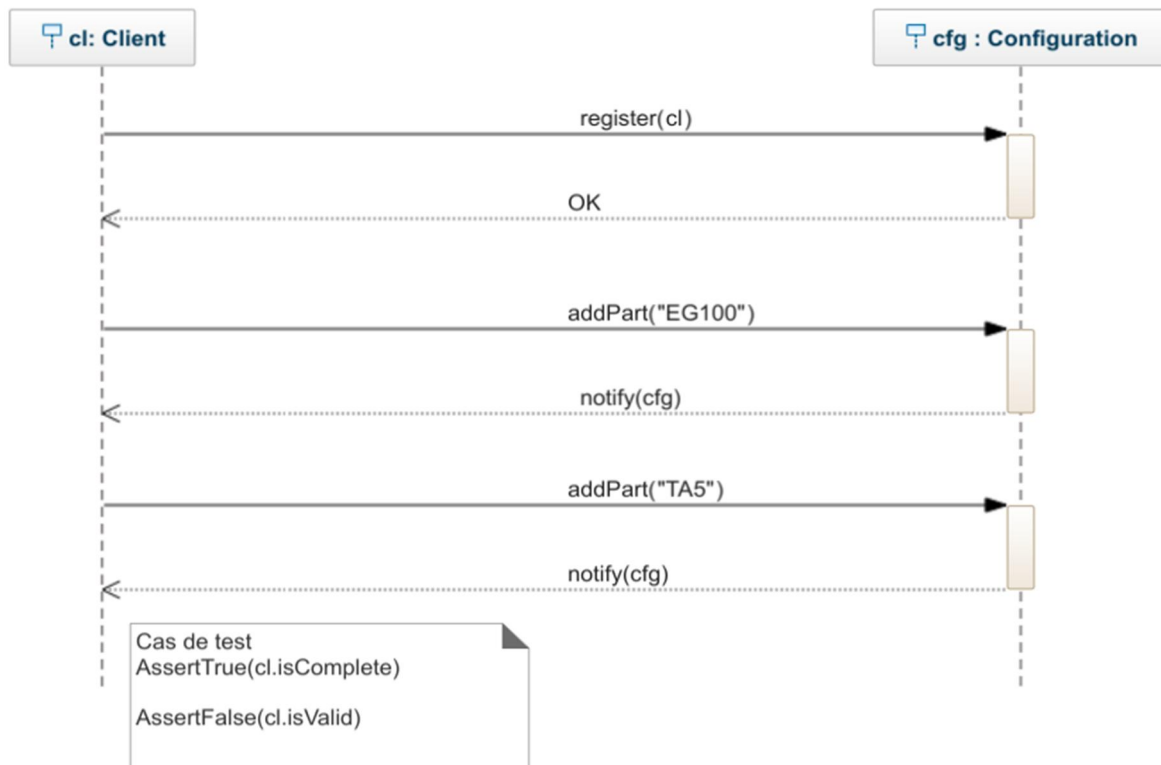 cl: Client
cfg : Configuration
register(cl)
OK
addPart("EG100")
notify(cfg)
addPart("TA5")
notify(cfg)
Cas de test
AssertTrue(cl.isComplete)
AssertFalse(cl.isValid)